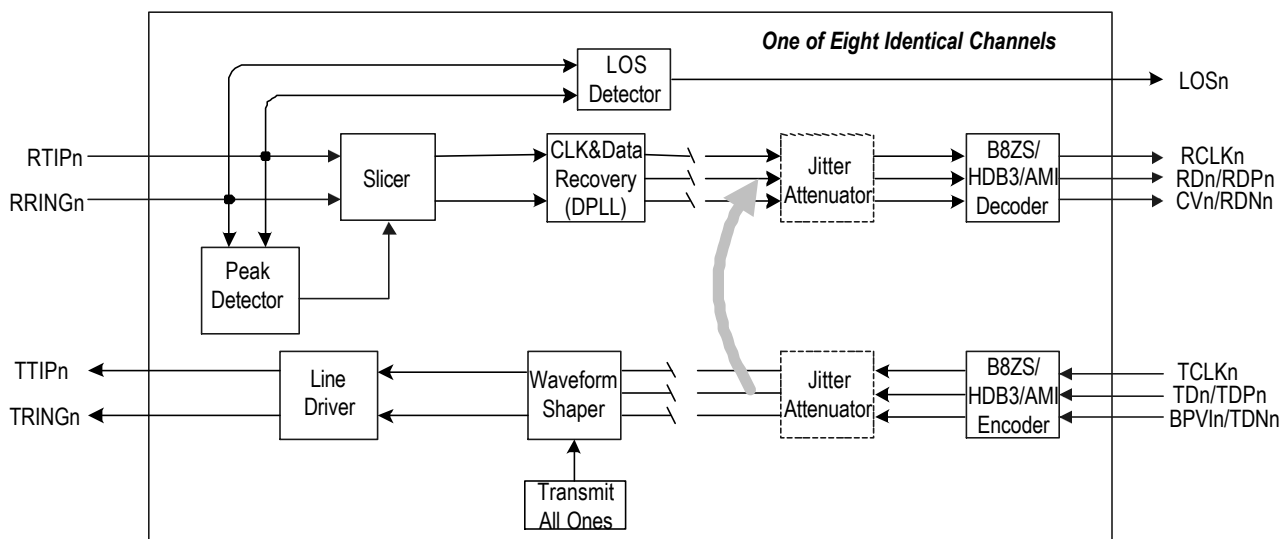 One of Eight Identical Channels
LOS
Detector
LOSn
RTIPn
RRINGn
Slicer
CLK&Data
Recovery
(DPLL)
Jitter
Attenuator
B8ZS/
HDB3/AMI
Decoder
RCLKn
RDn/RDPn
CVn/RDNn
Peak
Detector
TTIPn
TRINGn
Line
Driver
Waveform
Shaper
Jitter
Attenuator
B8ZS/
HDB3/AMI
Encoder
TCLKn
TDn/TDPn
BPVIn/TDNn
Transmit
All Ones